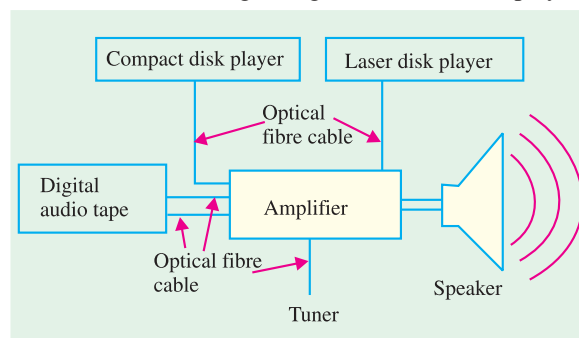 Compact disk player
Laser disk player
Optical
fibre cable
Digital
audio tape
Amplifier
Optical fibre
cable
Speaker
Tuner